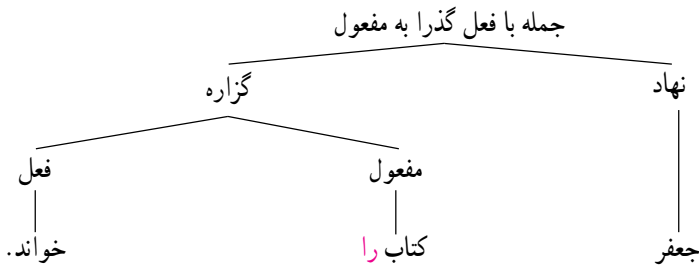 جمله با فعل گذرا به مفعول
نهاد گزاره
مفعول فعل
جعفر کتاب را خواند.